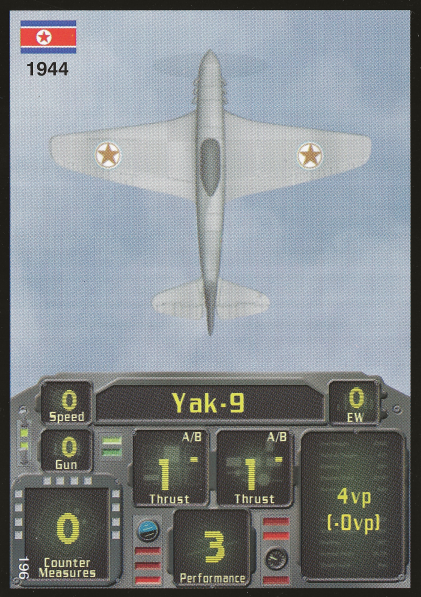 1944
0
Speed
Yak-9
0
EW
0
Gun
A/B
1 -
Thrust
A/B
1 -
Thrust
4vp
(-0vp)
0
Counter
Measures
3
Performance
196